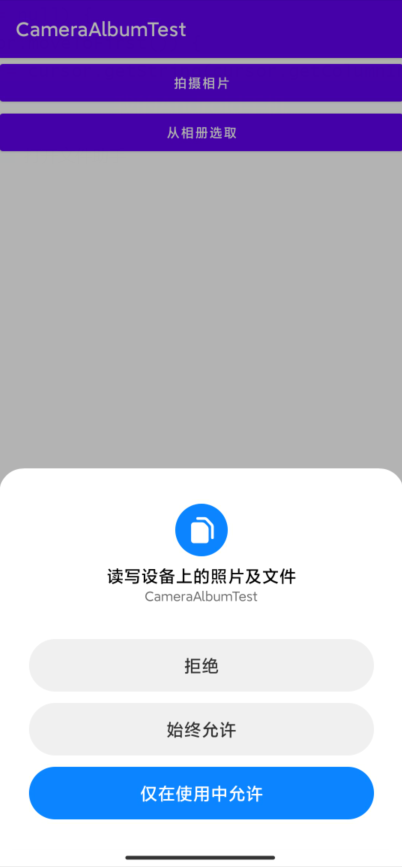 CameraAlbumTest
拍摄相片
从相册选取
读写设备上的照片及文件
CameraAlbumTest
拒绝
始终允许
仅在使用中允许